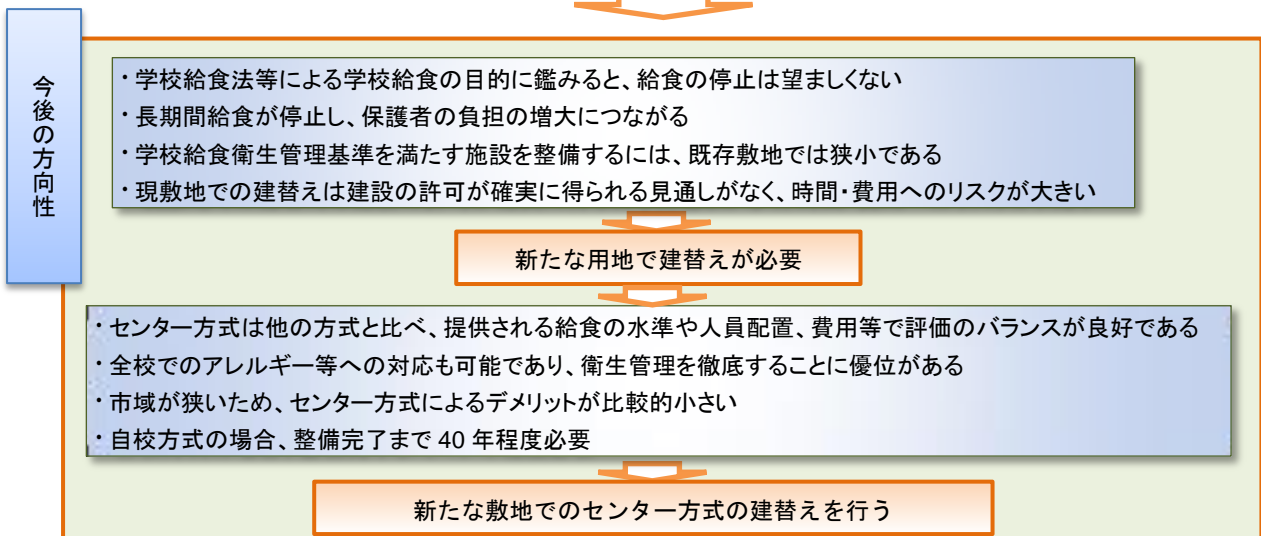 今後の方向性
・学校給食法等による学校給食の目的に鑑みると、給食の停止は望ましくない
・長期間給食が停止し、保護者の負担の増大につながる
・学校給食衛生管理基準を満たす施設を整備するには、既存敷地では狭小である
・現敷地での建替えは建設の許可が確実に得られる見通しがなく、時間・費用へのリスクが大きい
新たな用地で建替えが必要
・センター方式は他の方式と比べ、提供される給食の水準や人員配置、費用等で評価のバランスが良好である
・全校でのアレルギー等への対応も可能であり、衛生管理を徹底することに優位がある
・市域が狭いため、センター方式によるデメリットが比較的小さい
・自校方式の場合、整備完了まで 40 年程度必要
新たな敷地でのセンター方式の建替えを行う